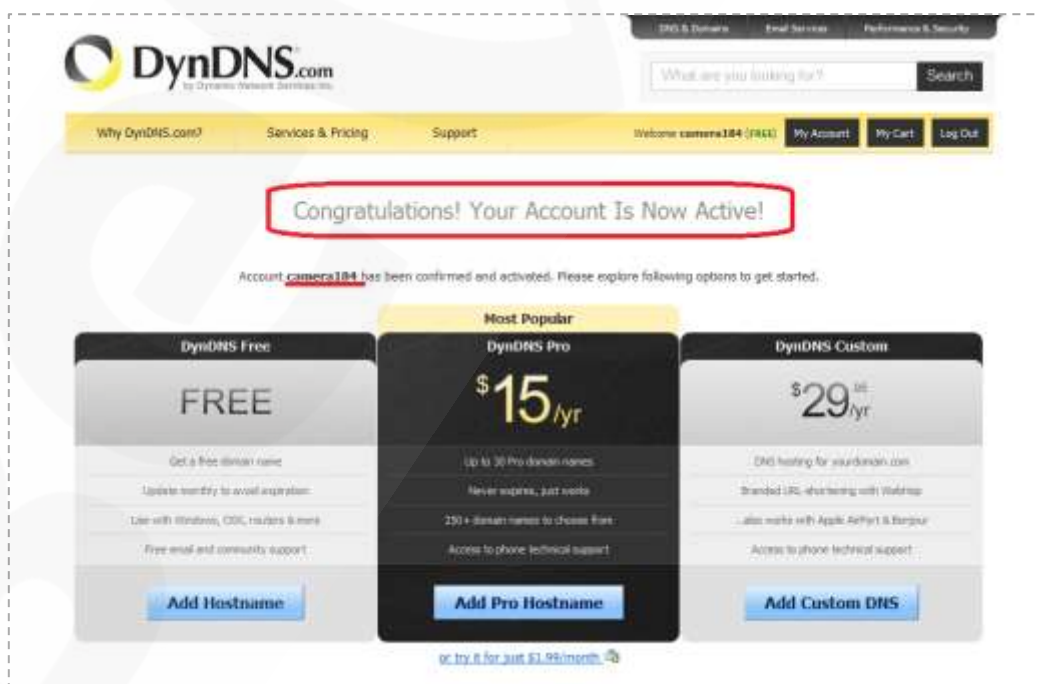 DNS & Domains Email Services Performance & Security
DynDNS.com
by Dynamic Network Services Inc.
What are you looking for? Search
Why DynDNS.com? Services & Pricing Support Welcome camera184 (FREE) My Account My Cart Log Out
Congratulations! Your Account Is Now Active!
Account camera184 has been confirmed and activated. Please explore following options to get started.
Most Popular
DynDNS Free DynDNS Pro DynDNS Custom
FREE $15/yr $29/yr
Get a free domain name Up to 30 Pro domain names DNS hosting for yourdomain.com
Update monthly to avoid expiration Never expires, just works Branded URL-shortening with WebHop
Use with Windows, OSX, routers & more 250+ domain names to choose from ...also works with Apple AirPort & Bonjour
Free email and community support Access to phone technical support Access to phone technical support
Add Hostname Add Pro Hostname Add Custom DNS
or try it for just $1.99/month